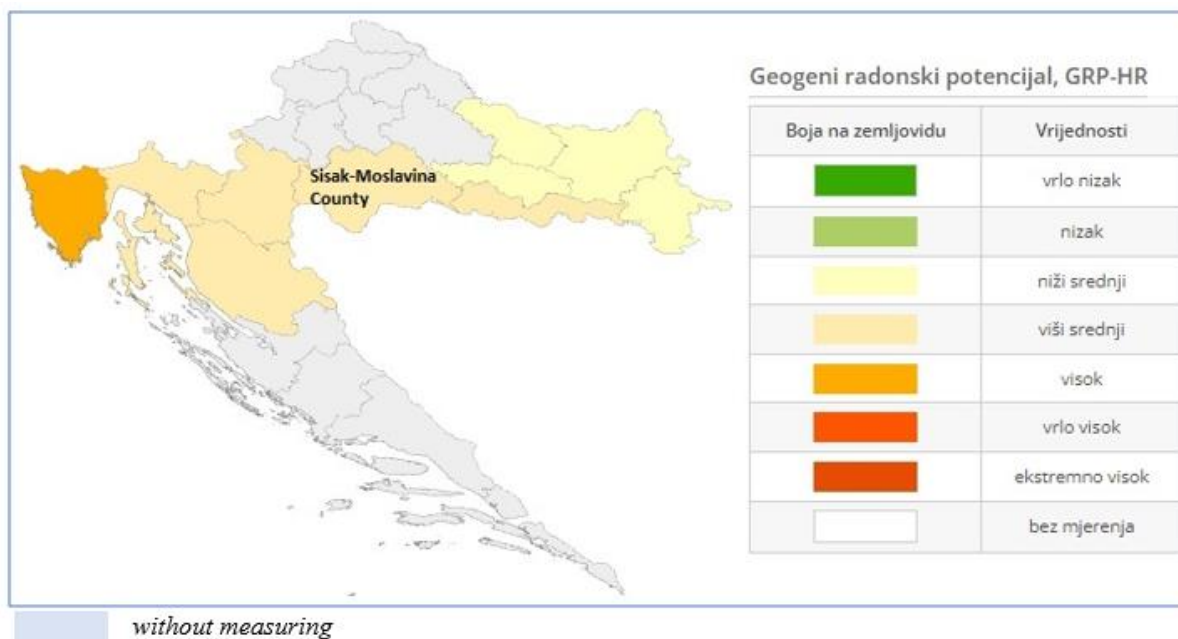 Sisak-Moslavina
County
Geogeni radonski potencijal, GRP-HR
Boja na zemljovidu Vrijednosti
vrlo nizak
nizak
niži srednji
viši srednji
visok
vrlo visok
ekstremno visok
bez mjerenja
without measuring